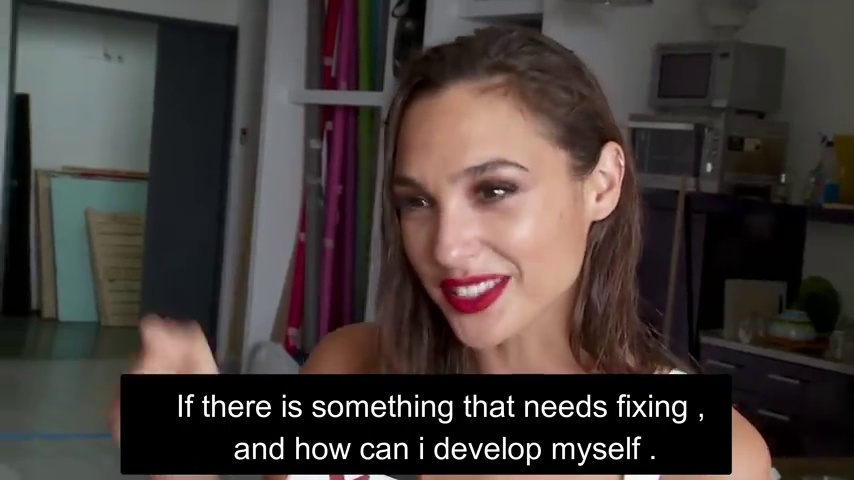 If there is something that needs fixing ,
and how can i develop myself .